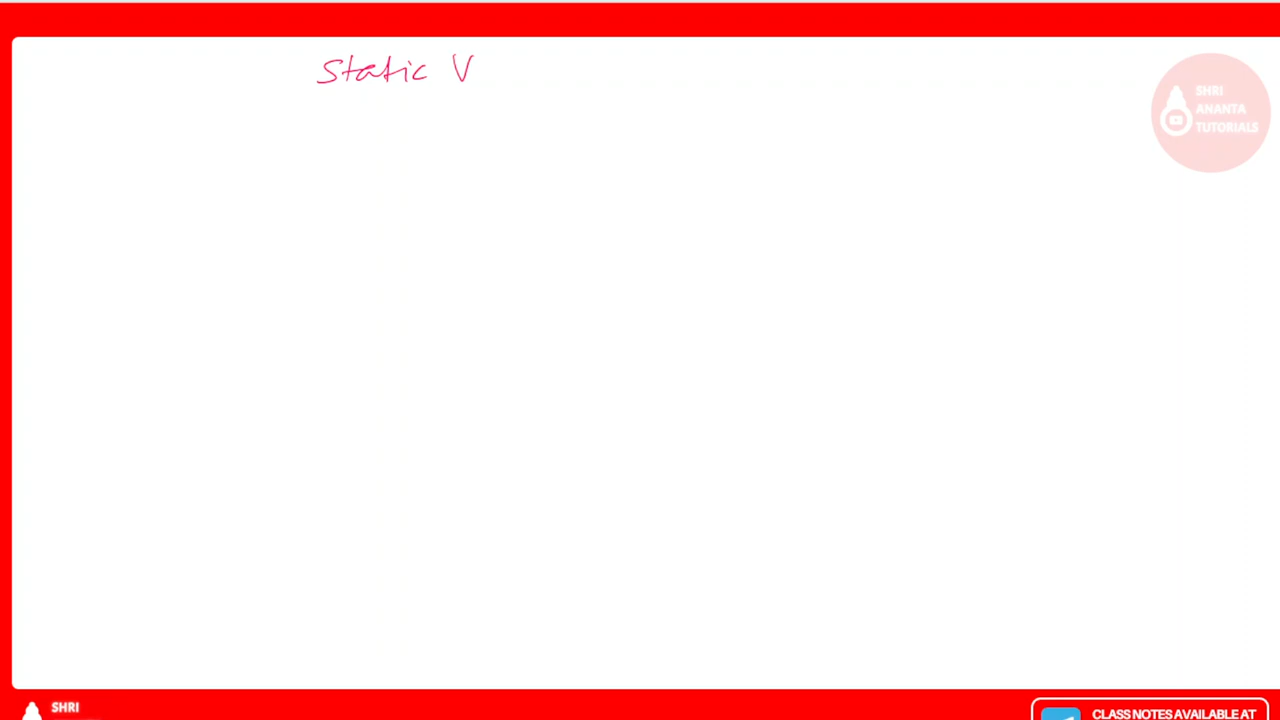 Static V
SHRI
ANANTA
TUTORIALS
SHRI
CLASS NOTES AVAILABLE AT